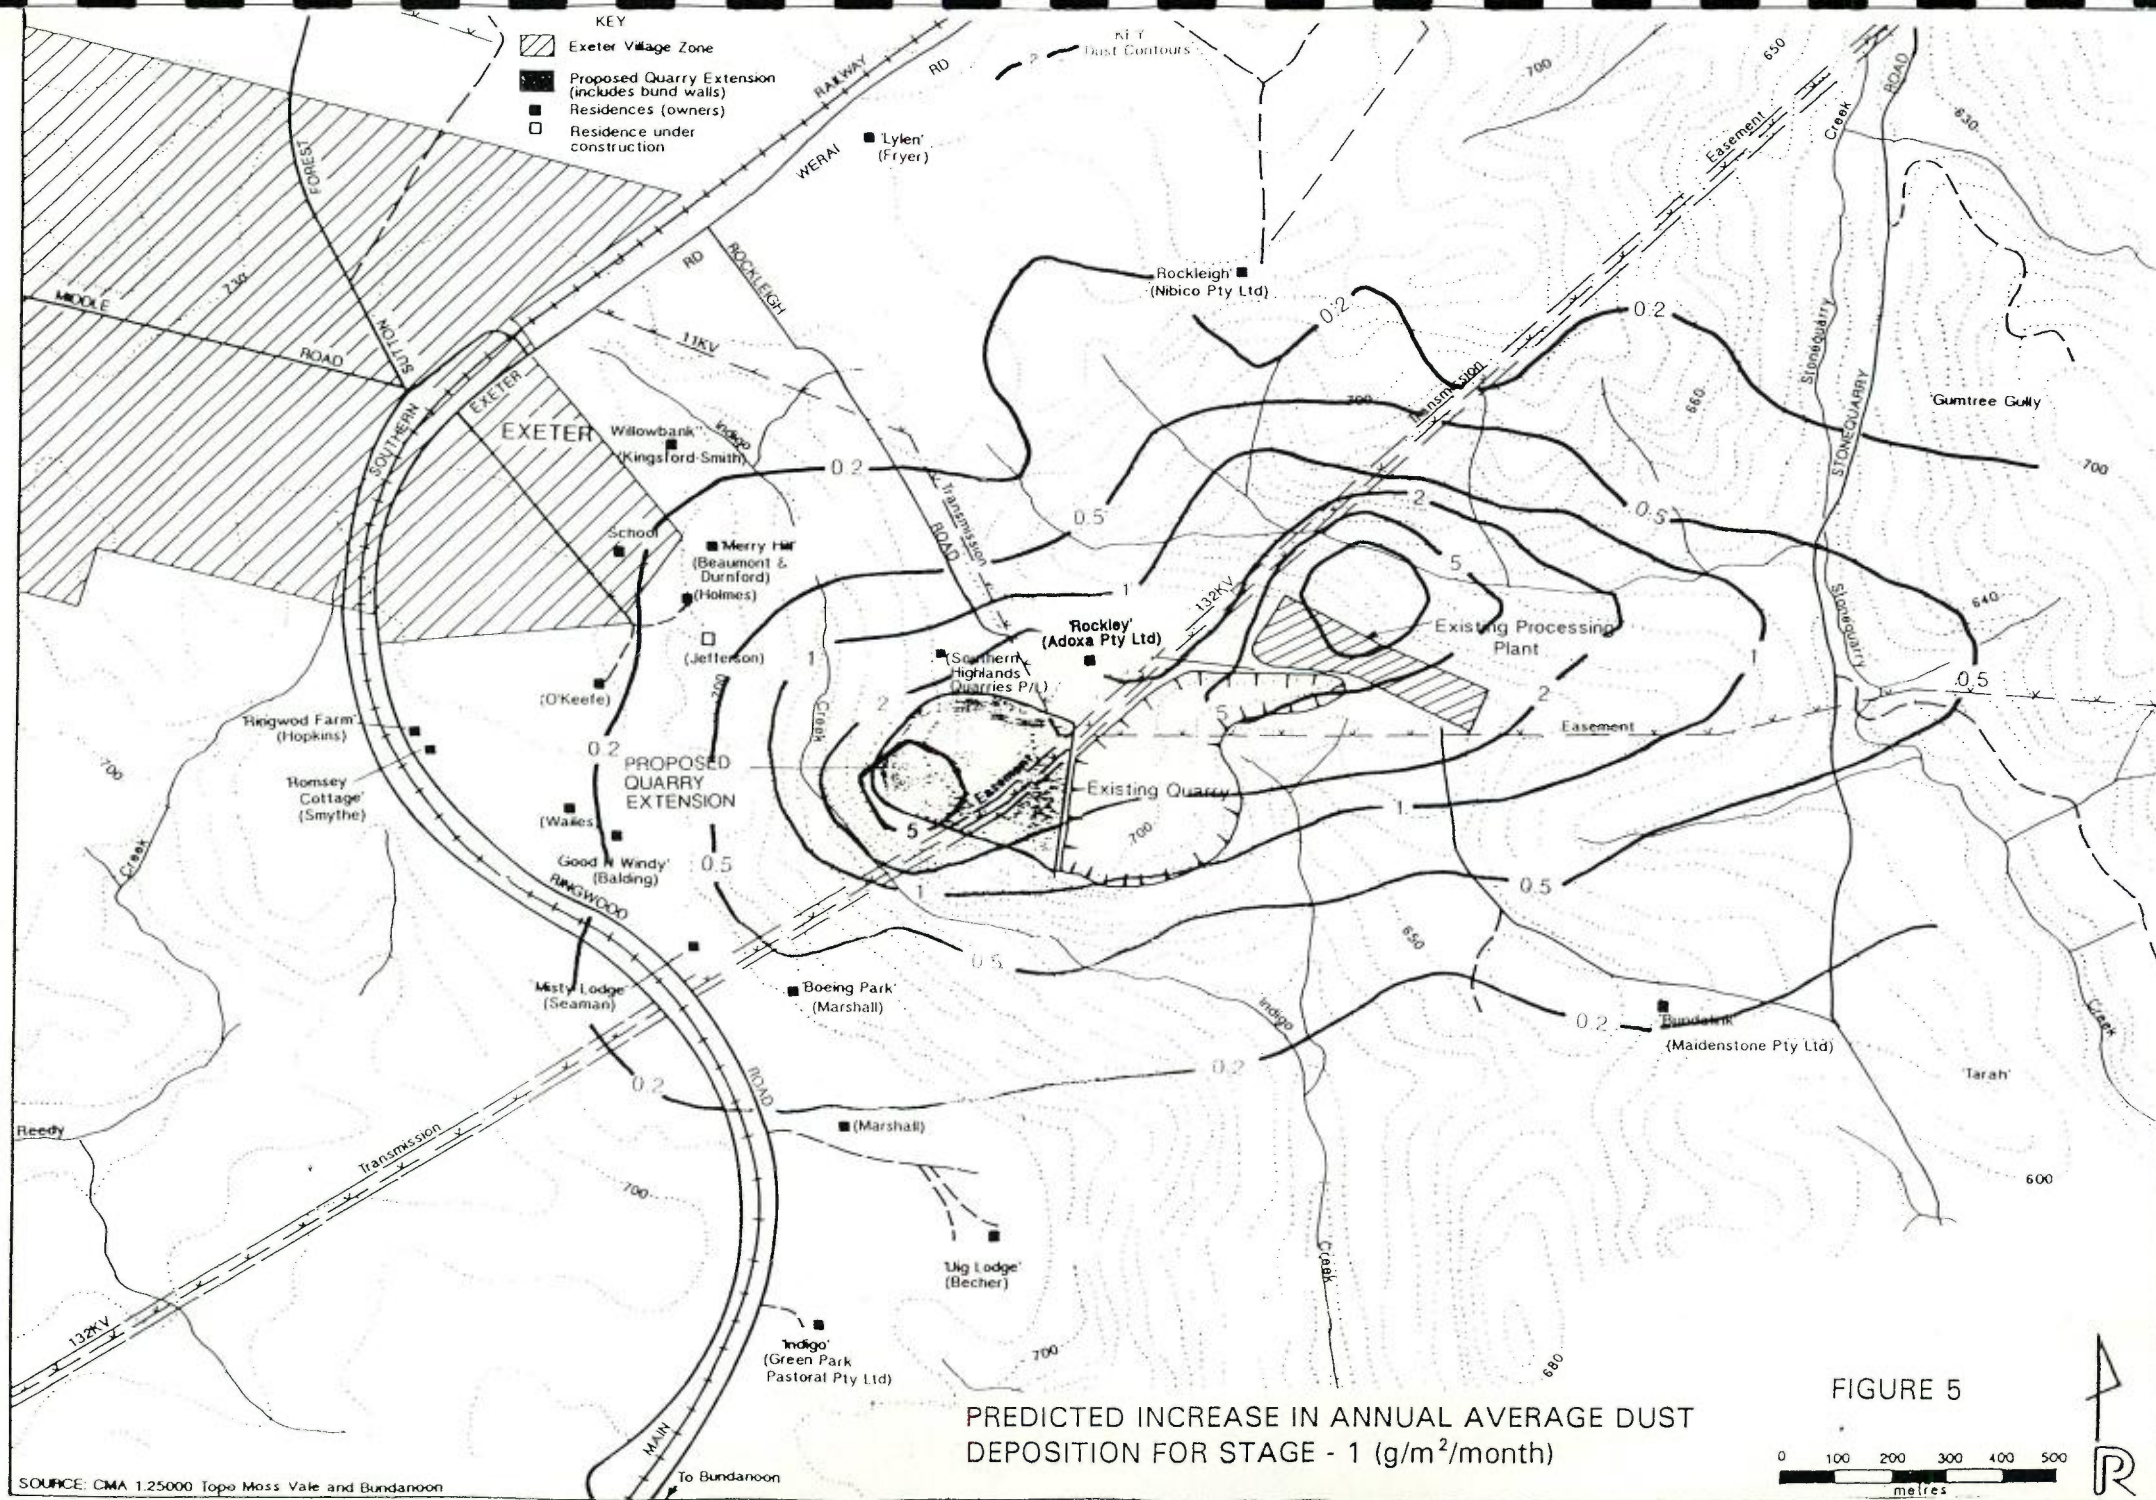 KEY
Exeter Village Zone
Proposed Quarry Extension
(includes bund walls)
Residences (owners)
Residence under
construction
KEY
2
Dust Contours
RAILWAY
RD
WERAI
'Lylen'
(Fryer)
700
650
Easement
Creek
ROAD
630
FOREST
730
MIDDLE
ROAD
SUTTON
RD
ROCKLEIGH
11KV
Rockleigh'
(Nibico Pty Ltd)
0.2
0.2
Stonequarry
STONEQUARRY
'Gumtree Gully
660
700
Transmission
700
EXETER
EXETER
SOUTHERN
Willowbank"
(Kingsford-Smith)
Indigo
0.2
Transmission
ROAD
0.5
2
0.5
School
'Merry Hill'
(Beaumont &
Durnford)
(Holmes)
(Jefferson)
1
132KV
5
Stonequarry
640
'Rockley'
(Adoxa Pty Ltd)
Existing Processing
Plant
1
1
(Southern
Highlands
Quarries P/L)
0.5
(O'Keefe)
700
Creek
2
5
2
Easement
'Ringwod Farm'
(Hopkins)
700
0.2
PROPOSED
QUARRY
EXTENSION
Easement
Existing Quarry
'Romsey
Cottage'
(Smythe)
(Wailes)
5
700
1
Creek
Good N Windy'
(Balding)
0.5
1
0.5
RINGWOOD
650
0.5
'Misty Lodge'
(Seaman)
'Boeing Park'
(Marshall)
Indigo
0.2
'Bundarink'
(Maidenstone Pty Ltd)
Creek
0.2
0.2
ROAD
'Tarah'
Reedy
Transmission
(Marshall)
700
600
'Uig Lodge'
(Becher)
Creek
132KV
'Indigo'
(Green Park
Pastoral Pty Ltd)
700
680
FIGURE 5
PREDICTED INCREASE IN ANNUAL AVERAGE DUST
DEPOSITION FOR STAGE - 1 (g/m²/month)
MAIN
To Bundanoon
0 100 200 300 400 500
metres
R
SOURCE: CMA 1:25000 Topo Moss Vale and Bundanoon